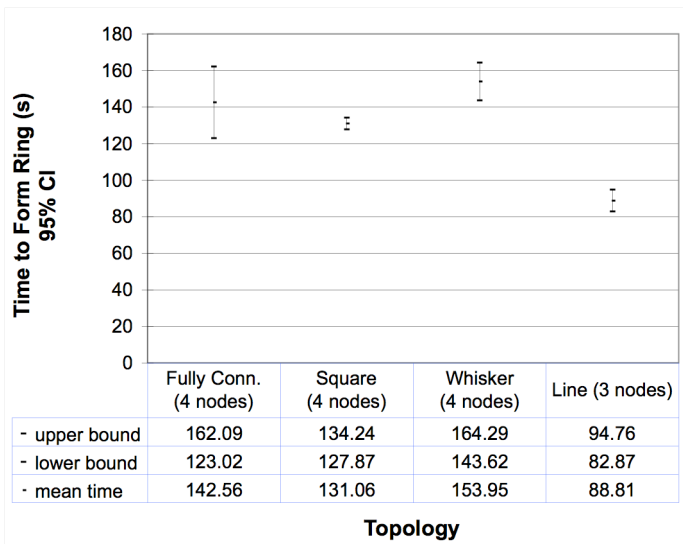 180
160
140
120
100
80
60
40
20
0
Time to Form Ring (s)
95% CI
Fully Conn.
(4 nodes)
Square
(4 nodes)
Whisker
(4 nodes)
Line (3 nodes)
upper bound 162.09 134.24 164.29 94.76
lower bound 123.02 127.87 143.62 82.87
mean time 142.56 131.06 153.95 88.81
Topology